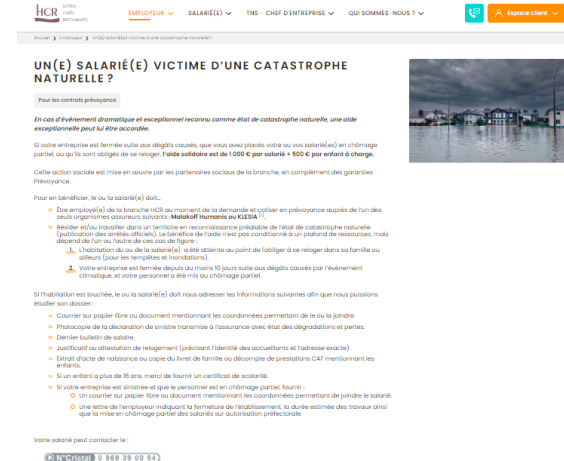 HCR HÔTELS
CAFÉS
RESTAURANTS
EMPLOYEUR
SALARIÉ(E)
TNS - CHEF D'ENTREPRISE
QUI SOMMES-NOUS ?
Espace client
Accueil > Employeur > Un(e) salarié(e) victime d'une catastrophe naturelle?
UN(E) SALARIÉ(E) VICTIME D'UNE CATASTROPHE
NATURELLE ?
Pour les contrats prévoyance
En cas d'événement dramatique et exceptionnel reconnu comme état de catastrophe naturelle, une aide
exceptionnelle peut lui être accordée.
Si votre entreprise est fermée suite aux dégâts causés, que vous avez placés votre ou vos salarié(es) en chômage
partiel, ou qu'ils sont obligés de se reloger, l'aide solidaire est de 1 000 € par salarié + 500 € par enfant à charge.
Cette action sociale est mise en œuvre par les partenaires sociaux de la branche, en complément des garanties
Prévoyance.
Pour en bénéficier, le ou la salarié(e) doit...
Être employé(e) de la branche HCR au moment de la demande et cotiser en prévoyance auprès de l'un des
seuls organismes assureurs suivants : Malakoff Humanis ou KLESIA (1).
Résider et/ou travailler dans un territoire en reconnaissance préalable de l'état de catastrophe naturelle
(publication des arrêtés officiels). Le bénéfice de l'aide n'est pas conditionné à un plafond de ressources, mais
dépend de l'un ou l'autre de ces cas de figure :
1. L'habitation du ou de la salarié(e) a été atteinte au point de l'obliger à se reloger dans sa famille ou
ailleurs (pour les tempêtes et inondations).
2. Votre entreprise est fermée depuis au moins 10 jours suite aux dégâts causés par l'événement
climatique, et votre personnel a été mis au chômage partiel.
Si l'habitation est touchée, le ou la salarié(e) doit nous adresser les informations suivantes afin que nous puissions
étudier son dossier :
Courrier sur papier libre ou document mentionnant les coordonnées permettant de le ou la joindre.
Photocopie de la déclaration de sinistre transmise à l'assurance avec état des dégradations et pertes.
Dernier bulletin de salaire.
Justificatif ou attestation de relogement (précisant l'identité des accueillants et l'adresse exacte).
Extrait d'acte de naissance ou copie du livret de famille ou décompte de prestations CAF mentionnant les
enfants.
Si un enfant a plus de 16 ans, merci de fournir un certificat de scolarité.
Si votre entreprise est sinistrée et que le personnel est en chômage partiel, fournir :
Un courrier sur papier libre ou document mentionnant les coordonnées permettant de joindre le salarié.
Une lettre de l'employeur indiquant la fermeture de l'établissement, la durée estimée des travaux ainsi
que la mise en chômage partiel des salariés sur autorisation préfectorale.
Votre salarié peut contacter le :
N°Cristal 0 969 39 00 54